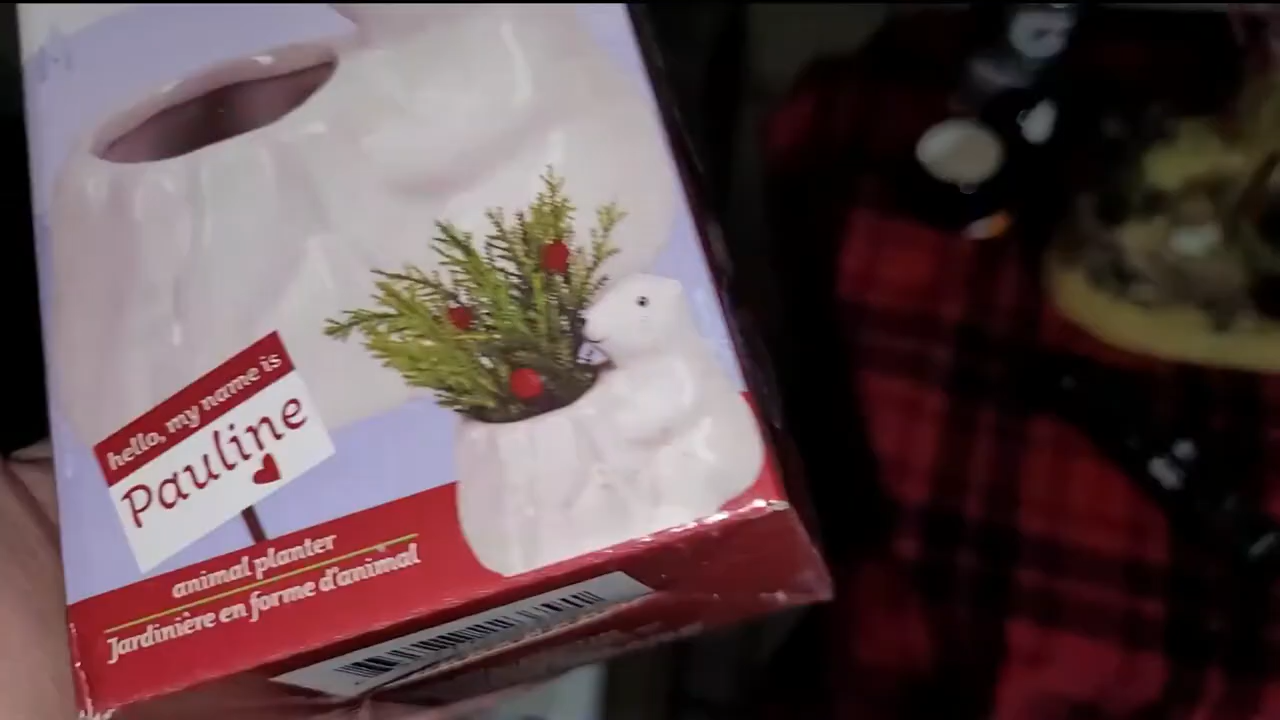 hello, my name is
Pauline
animal planter
Jardinière en forme d'animal